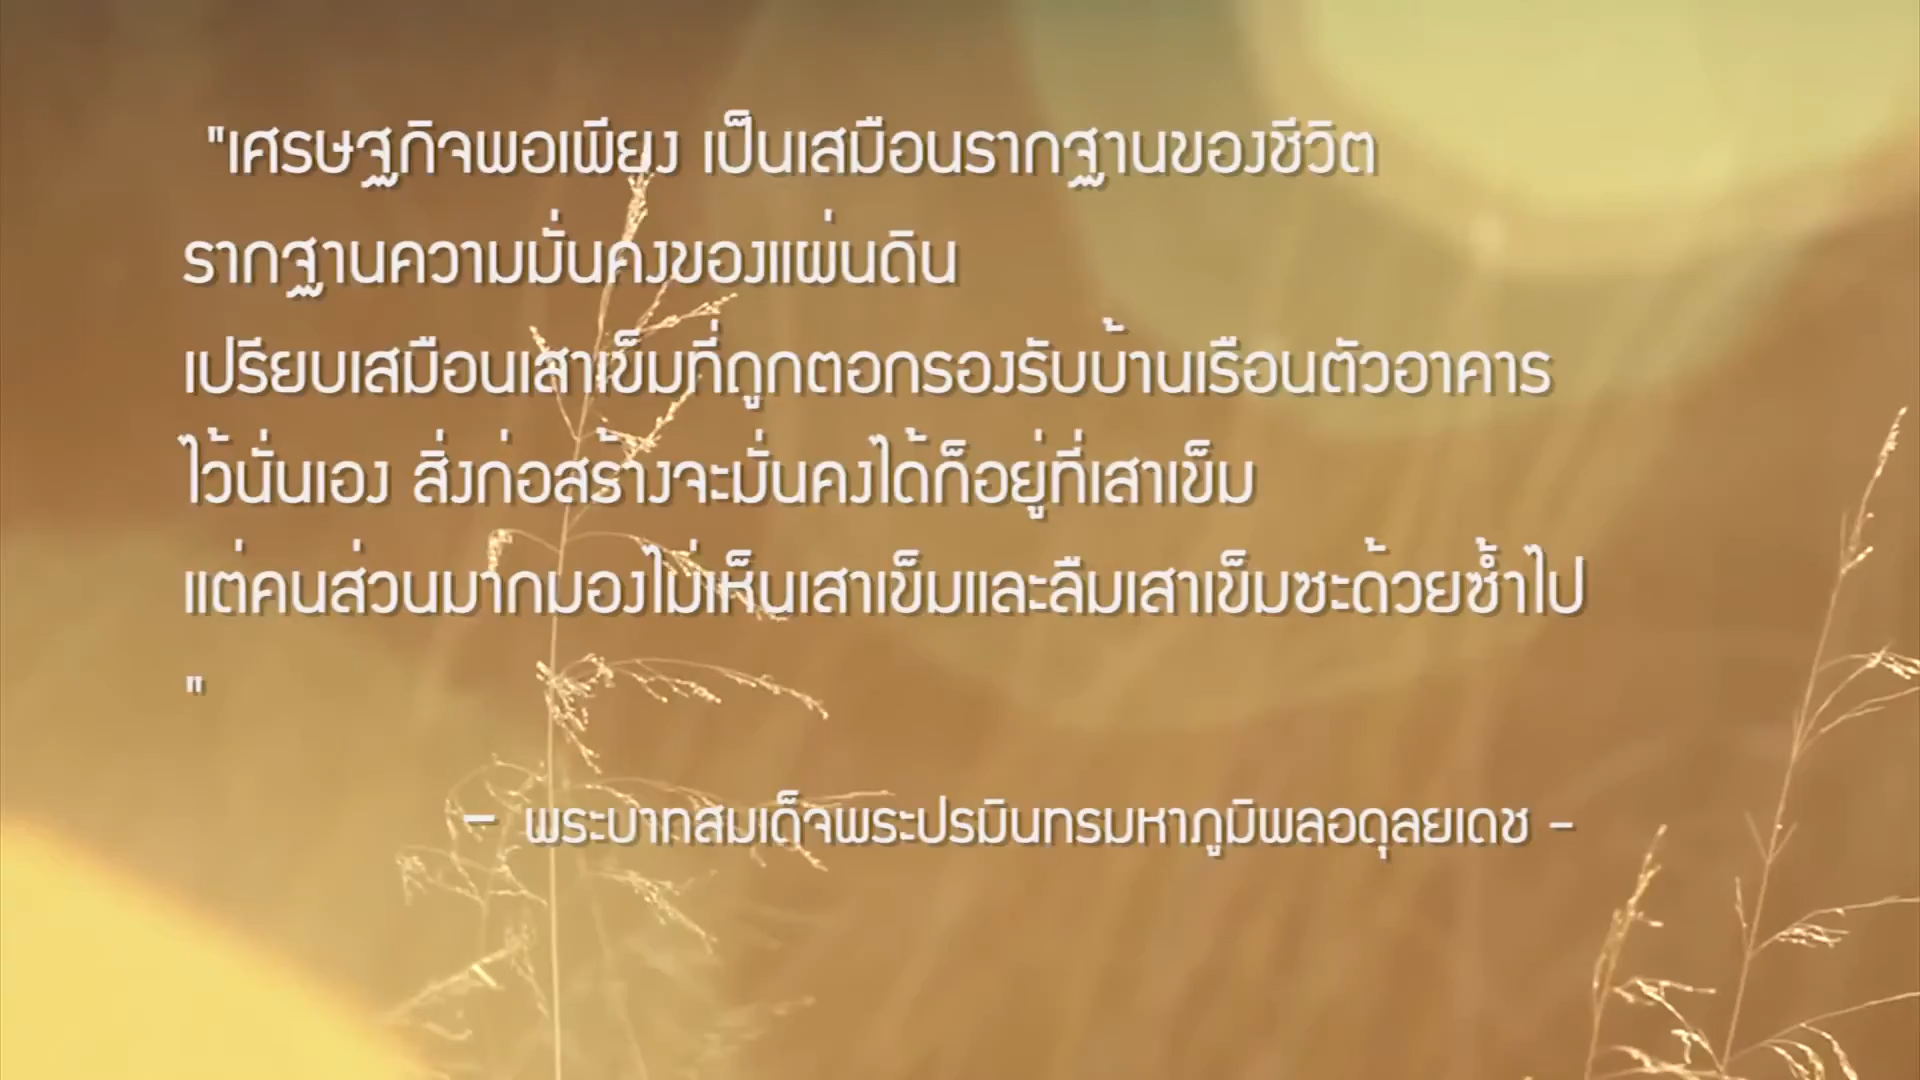 "เศรษฐกิจพอเพียง เป็นเสมือนรากฐานของชีวิต
รากฐานความมั่นคงของแผ่นดิน
เปรียบเสมือนเสาเข็มที่ถูกตอกรองรับบ้านเรือนตัวอาคาร
ไว้นั่นเอง สิ่งก่อสร้างจะมั่นคงได้ก็อยู่ที่เสาเข็ม
แต่คนส่วนมากมองไม่เห็นเสาเข็มและลืมเสาเข็มซะด้วยซ้ำไป
"
- พระบาทสมเด็จพระปรมินทรมหาภูมิพลอดุลยเดช -